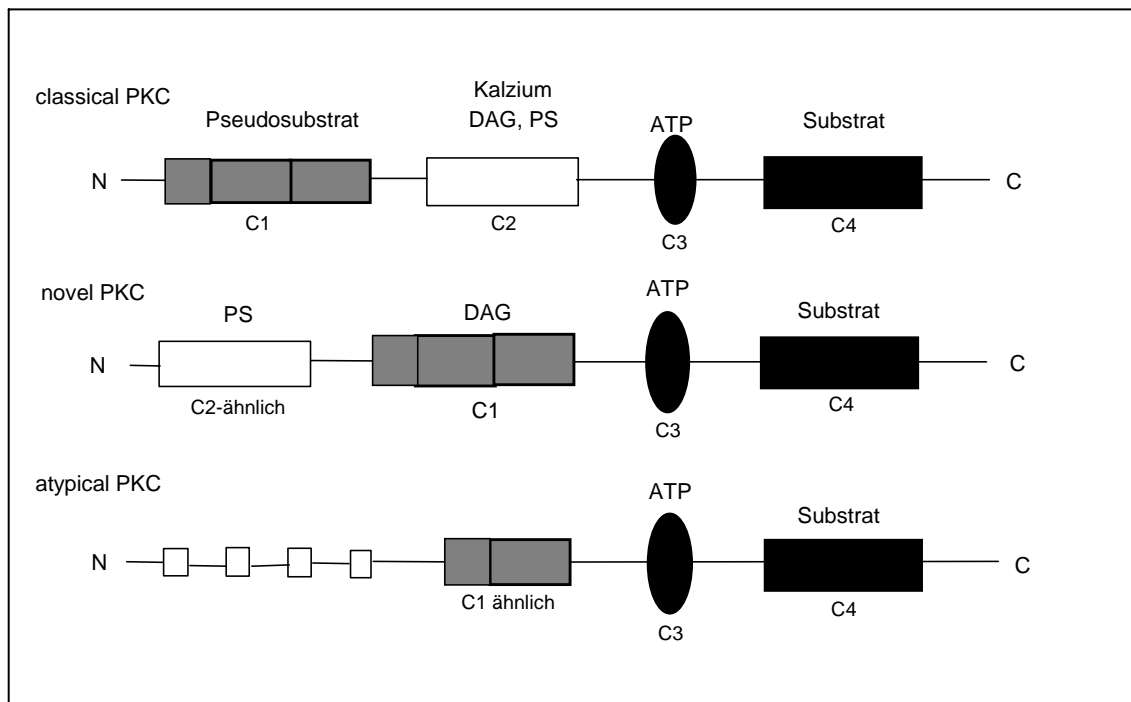 classical PKC
Kalzium
DAG, PS
Pseudosubstrat
ATP
Substrat
N
C
C1
C2
C3
C4
novel PKC
PS
DAG
ATP
Substrat
N
C
C2-ähnlich
C1
C3
C4
atypical PKC
ATP
Substrat
N
C
C1 ähnlich
C3
C4